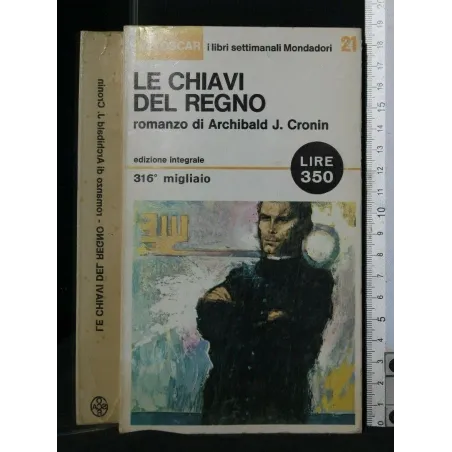 OSCAR i libri settimanali Mondadori 21
LE CHIAVI
DEL REGNO
romanzo di Archibald J. Cronin
edizione integrale
316° migliaio
LIRE
350
LE CHIAVI DEL REGNO - romanzo di Archibald J. Cronin